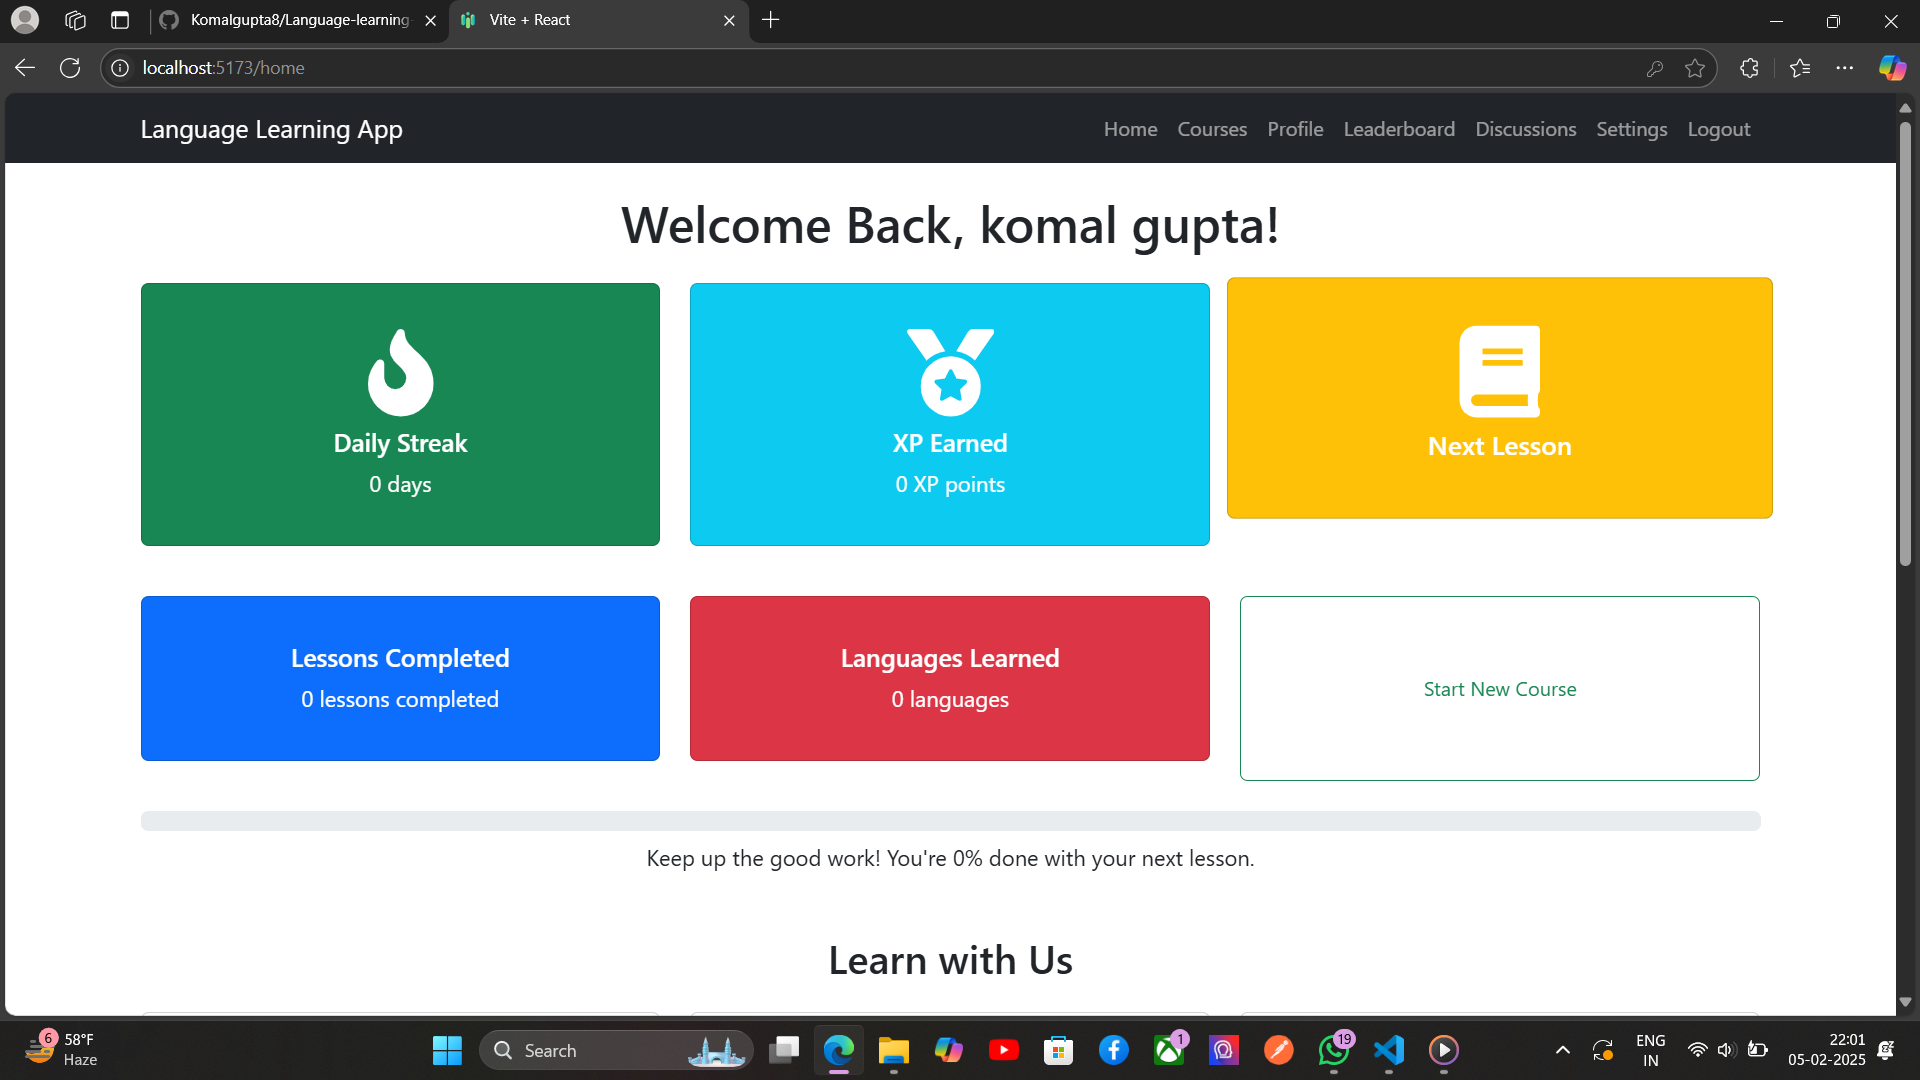 Komalgupta8/Language-learning
Vite + React
localhost:5173/home
Language Learning App
Home Courses Profile Leaderboard Discussions Settings Logout
Welcome Back, komal gupta!
Daily Streak
0 days
XP Earned
0 XP points
Next Lesson
Lessons Completed
0 lessons completed
Languages Learned
0 languages
Start New Course
Keep up the good work! You're 0% done with your next lesson.
Learn with Us
6
58°F
Haze
Search
1
19
ENG
IN
22:01
05-02-2025